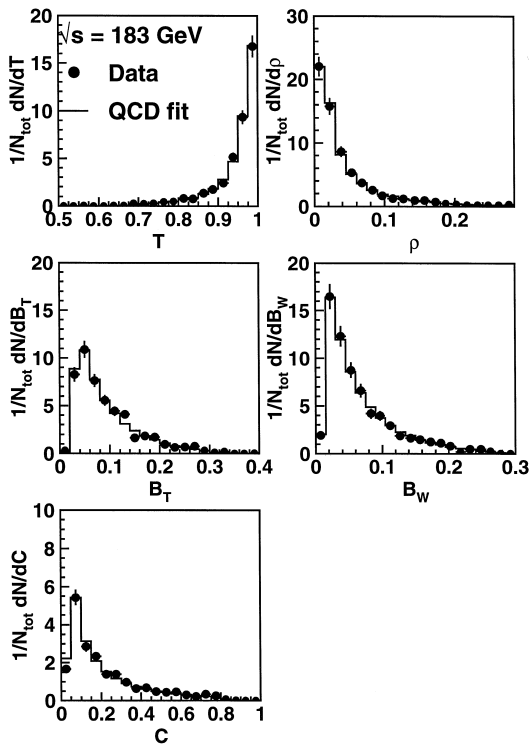 √s = 183 GeV
Data
QCD fit
1/N_tot dN/dT
20
15
10
5
0
0.5 0.6 0.7 0.8 0.9 1
T
1/N_tot dN/dρ
30
20
10
0
0 0.1 0.2
ρ
1/N_tot dN/dB_T
20
15
10
5
0
0 0.1 0.2 0.3 0.4
B_T
1/N_tot dN/dB_W
20
15
10
5
0
0 0.1 0.2 0.3
B_W
1/N_tot dN/dC
10
8
6
4
2
0
0 0.2 0.4 0.6 0.8 1
C